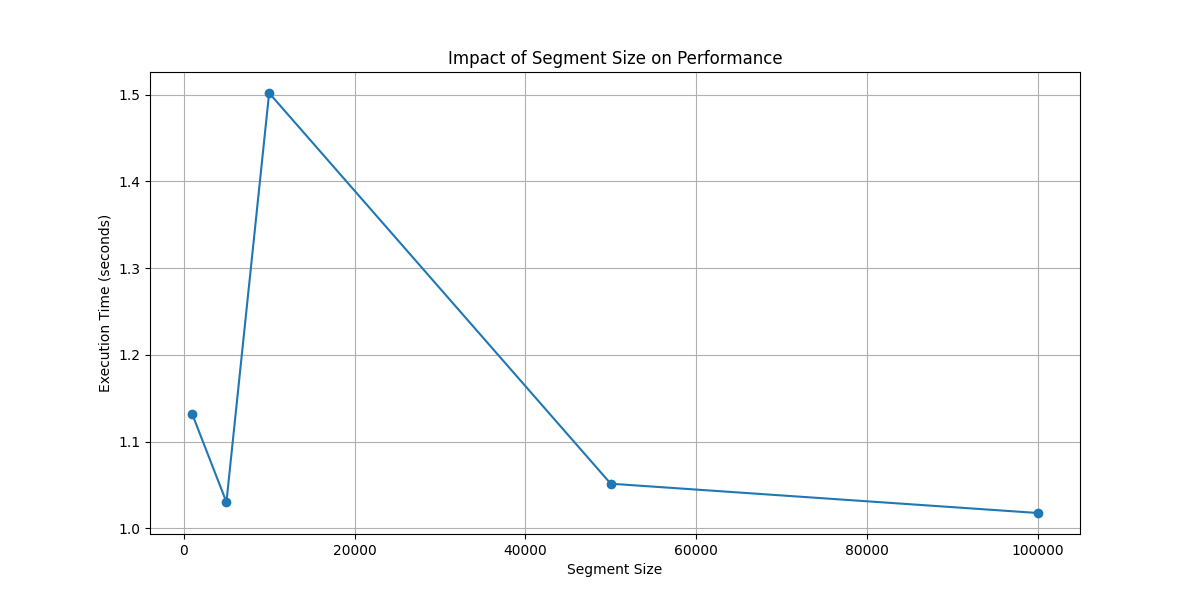 Impact of Segment Size on Performance
Execution Time (seconds)
1.5
1.4
1.3
1.2
1.1
1.0
0 20000 40000 60000 80000 100000
Segment Size